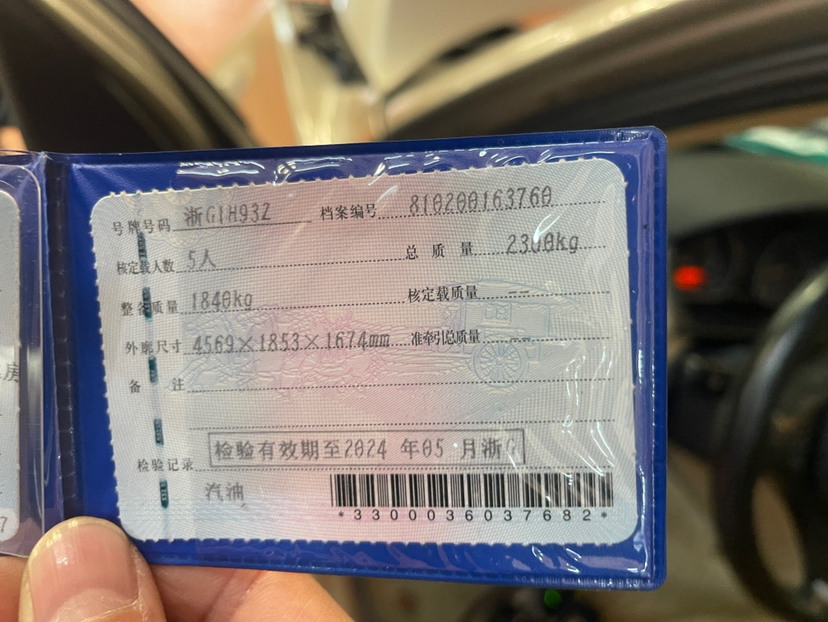 号牌号码 浙G1H93Z 档案编号 810200163760
核定载人数 5人 总质量 2300kg
整备质量 1840kg 核定载质量 --
外廓尺寸 4569×1853×1674mm 准牵引总质量 --
备注
检验记录 检验有效期至2024 年05 月浙G
汽油
*3300036037682*
房
7